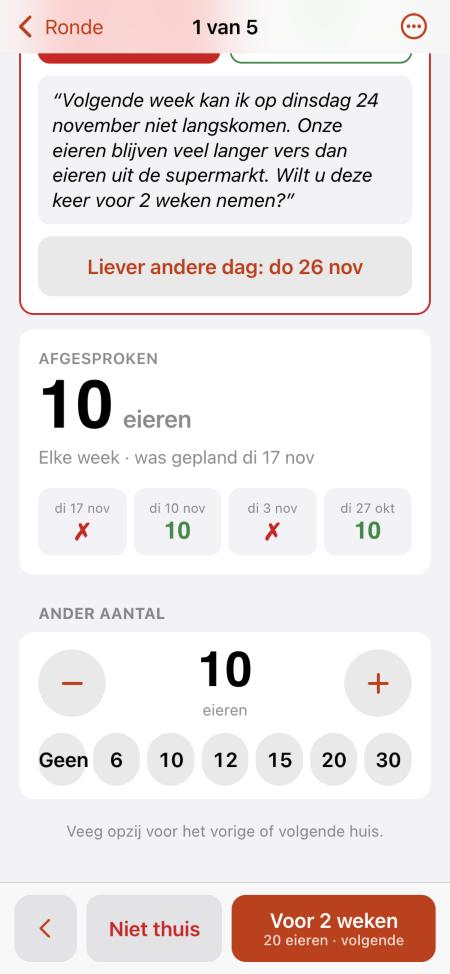 Ronde
1 van 5
“Volgende week kan ik op dinsdag 24
november niet langskomen. Onze
eieren blijven veel langer vers dan
eieren uit de supermarkt. Wilt u deze
keer voor 2 weken nemen?”
Liever andere dag: do 26 nov
AFGESPROKEN
10 eieren
Elke week · was gepland di 17 nov
di 17 nov di 10 nov di 3 nov di 27 okt
✗ 10 ✗ 10
ANDER AANTAL
− 10 +
eieren
Geen 6 10 12 15 20 30
Veeg opzij voor het vorige of volgende huis.
Niet thuis
Voor 2 weken
20 eieren · volgende